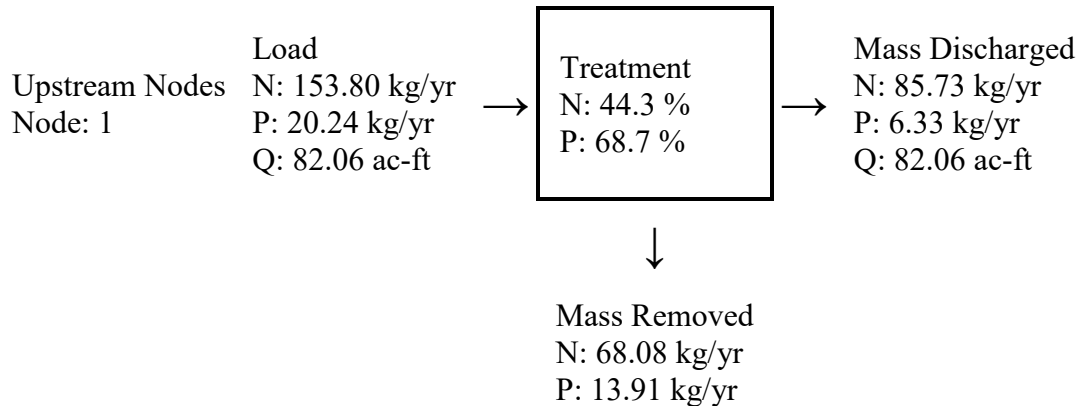 Upstream Nodes
Node: 1
Load
N: 153.80 kg/yr
P: 20.24 kg/yr
Q: 82.06 ac-ft
→
Treatment
N: 44.3 %
P: 68.7 %
→
Mass Discharged
N: 85.73 kg/yr
P: 6.33 kg/yr
Q: 82.06 ac-ft
↓
Mass Removed
N: 68.08 kg/yr
P: 13.91 kg/yr